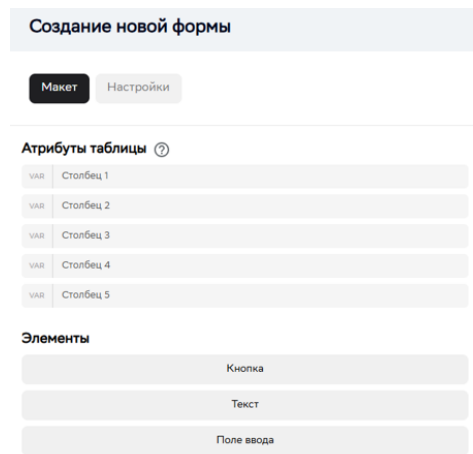 Создание новой формы
Макет Настройки
Атрибуты таблицы ?
VAR Столбец 1
VAR Столбец 2
VAR Столбец 3
VAR Столбец 4
VAR Столбец 5
Элементы
Кнопка
Текст
Поле ввода